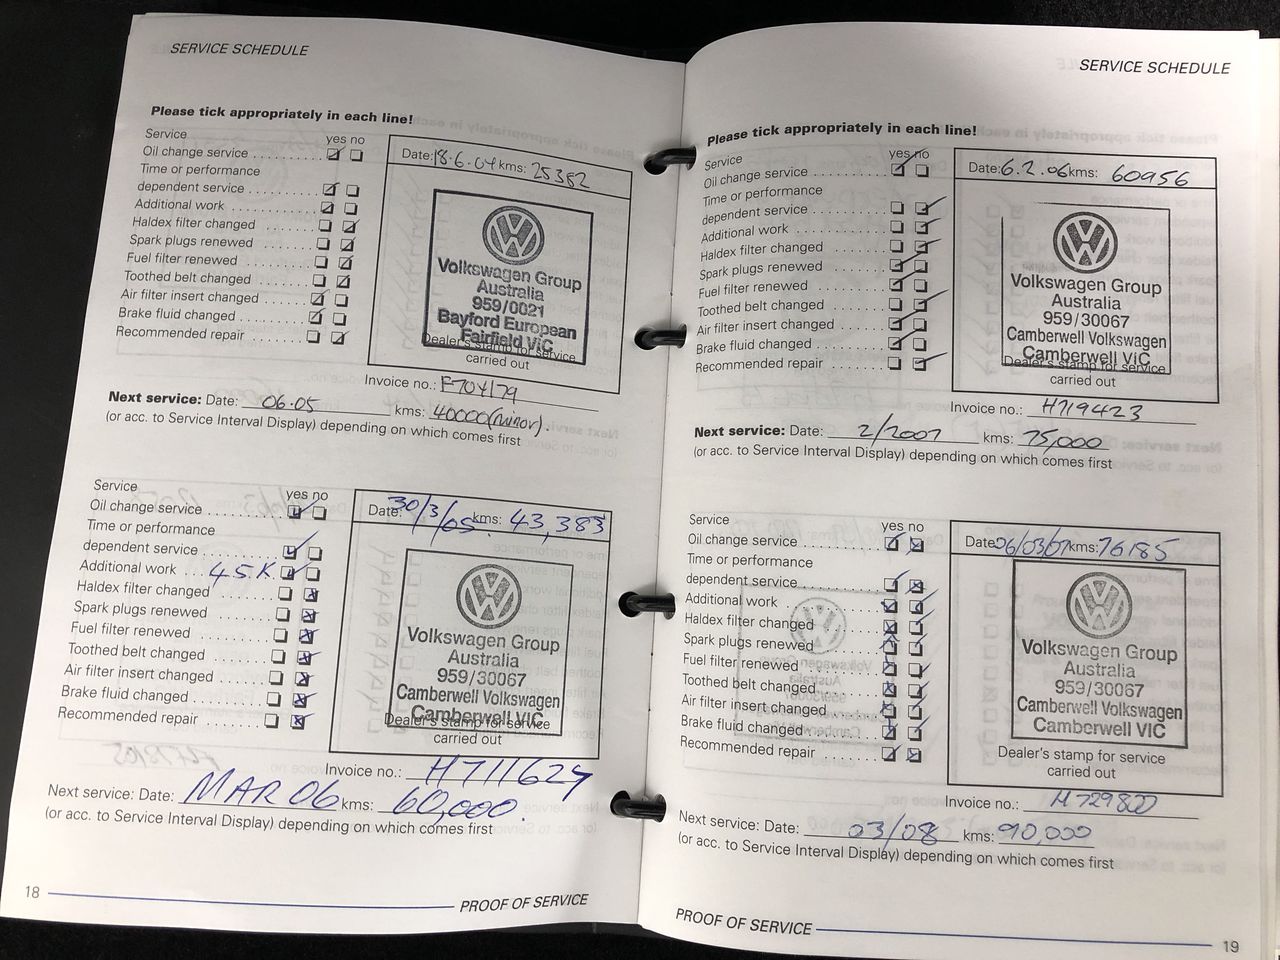 SERVICE SCHEDULE
Please tick appropriately in each line!
Service
yes no
Oil change service
Time or performance
dependent service
Additional work
Haldex filter changed
Spark plugs renewed
Fuel filter renewed
Toothed belt changed
Air filter insert changed
Brake fluid changed
Recommended repair
Date: 18.6.04 kms: 25382
Volkswagen Group
Australia
959/0021
Bayford European
Fairfield VIC
Dealer's stamp for service
carried out
Invoice no.: F704179
Next service: Date: 06.05 kms: 40000(minor).
(or acc. to Service Interval Display) depending on which comes first
Service
yes no
Oil change service
Time or performance
dependent service
Additional work 45K
Haldex filter changed
Spark plugs renewed
Fuel filter renewed
Toothed belt changed
Air filter insert changed
Brake fluid changed
Recommended repair
Date: 30/3/05 kms: 43,383
Volkswagen Group
Australia
959/30067
Camberwell Volkswagen
Camberwell VIC
Dealer's stamp for service
carried out
Invoice no.: H711624
Next service: Date: MAR 06 kms: 60,000.
(or acc. to Service Interval Display) depending on which comes first
18
PROOF OF SERVICE
SERVICE SCHEDULE
Please tick appropriately in each line!
Service
yes no
Oil change service
Time or performance
dependent service
Additional work
Haldex filter changed
Spark plugs renewed
Fuel filter renewed
Toothed belt changed
Air filter insert changed
Brake fluid changed
Recommended repair
Date: 6.2.06 kms: 60956
Volkswagen Group
Australia
959/30067
Camberwell Volkswagen
Camberwell VIC
Dealer's stamp for service
carried out
Invoice no.: H719423
Next service: Date: 2/2007 kms: 75,000
(or acc. to Service Interval Display) depending on which comes first
Service
yes no
Oil change service
Time or performance
dependent service
Additional work
Haldex filter changed
Spark plugs renewed
Fuel filter renewed
Toothed belt changed
Air filter insert changed
Brake fluid changed
Recommended repair
Date: 06/03/07 kms: 76185
Volkswagen Group
Australia
959/30067
Camberwell Volkswagen
Camberwell VIC
Dealer's stamp for service
carried out
Invoice no.: H729800
Next service: Date: 03/08 kms: 90,000
(or acc. to Service Interval Display) depending on which comes first
PROOF OF SERVICE
19